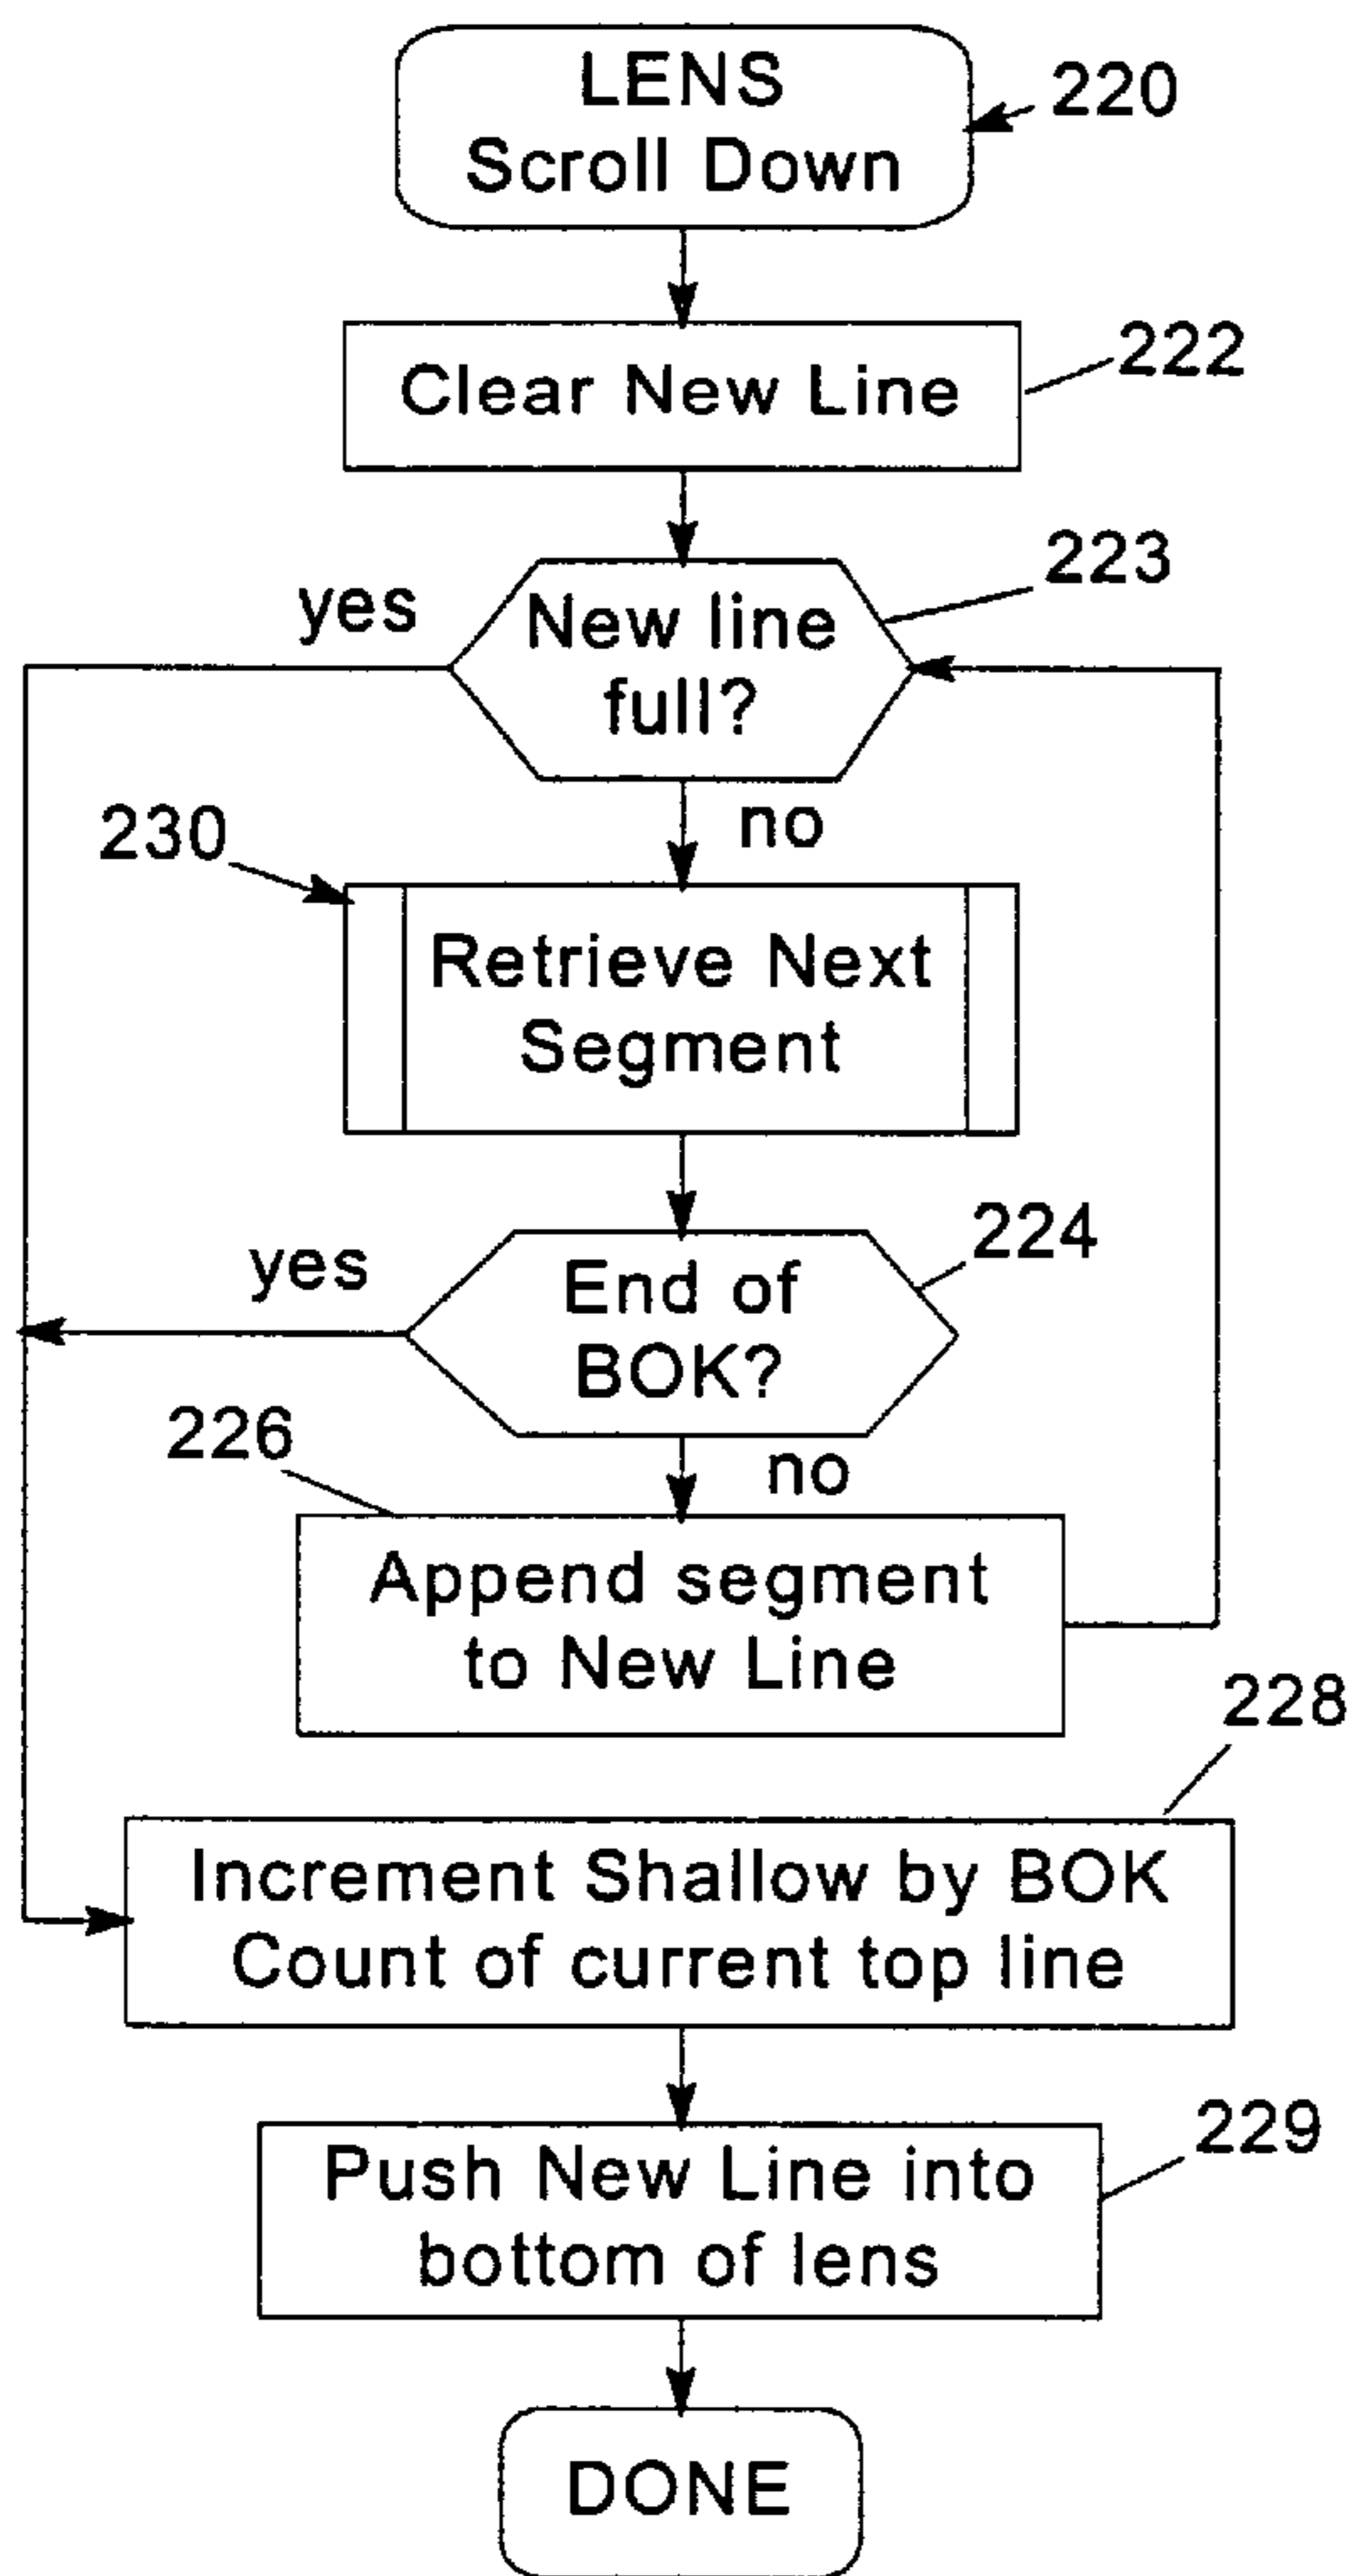 LENS
Scroll Down
220
Clear New Line
222
223
yes
New line
full?
no
230
Retrieve Next
Segment
224
yes
End of
BOK?
no
226
Append segment
to New Line
228
Increment Shallow by BOK
Count of current top line
229
Push New Line into
bottom of lens
DONE